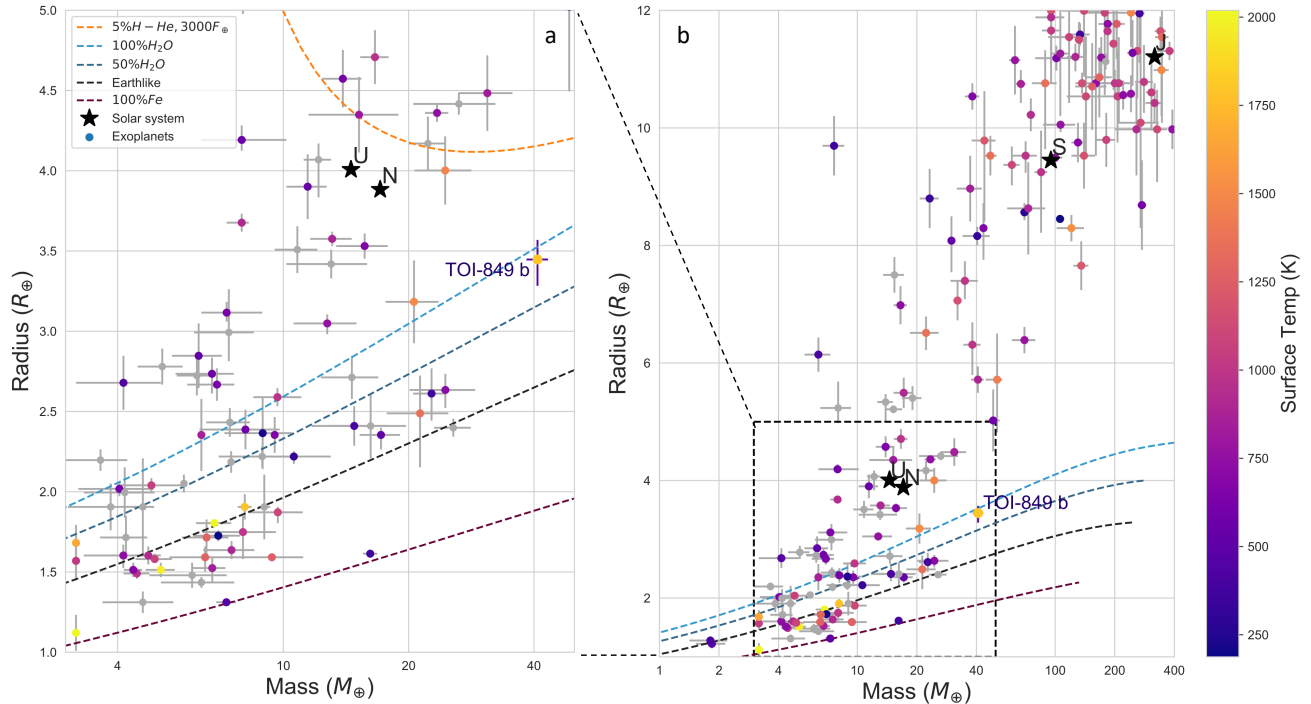 a
5%H − He, 3000F⊕
100%H₂O
50%H₂O
Earthlike
100%Fe
Solar system
Exoplanets
U
N
TOI-849 b
5.0
4.5
4.0
3.5
3.0
2.5
2.0
1.5
1.0
Radius (R⊕)
4
10
20
40
Mass (M⊕)
b
J
S
U
N
TOI-849 b
12
10
8
6
4
2
Radius (R⊕)
1
2
4
10
20
40
100
200
400
Mass (M⊕)
2000
1750
1500
1250
1000
750
500
250
Surface Temp (K)